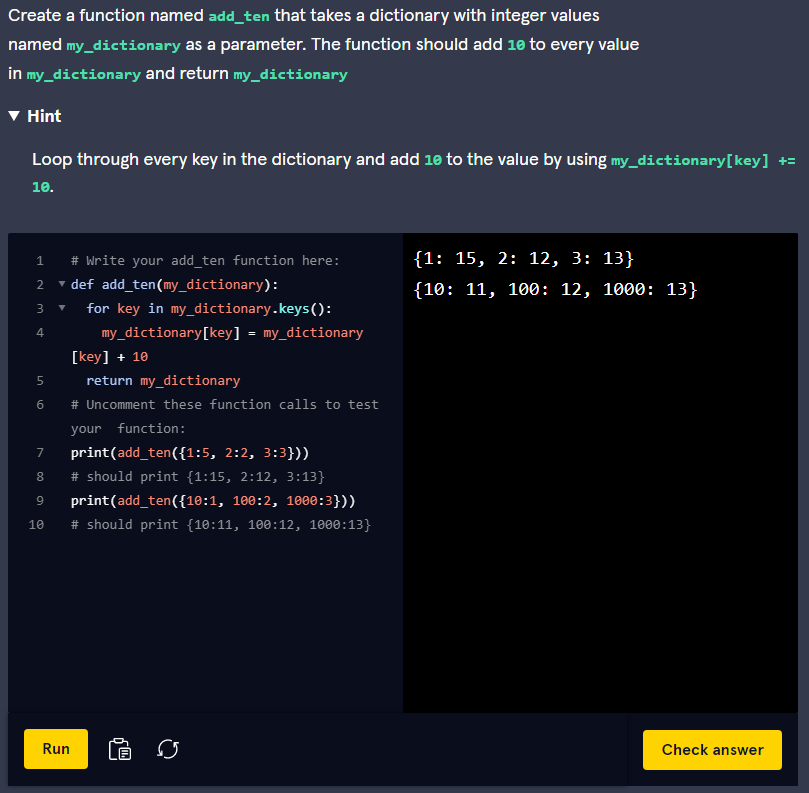 Create a function named add_ten that takes a dictionary with integer values
named my_dictionary as a parameter. The function should add 10 to every value
in my_dictionary and return my_dictionary
▼ Hint
Loop through every key in the dictionary and add 10 to the value by using my_dictionary[key] +=
10.
1 # Write your add_ten function here:
2 ▼ def add_ten(my_dictionary):
3 ▼ for key in my_dictionary.keys():
4 my_dictionary[key] = my_dictionary
[key] + 10
5 return my_dictionary
6 # Uncomment these function calls to test
your  function:
7 print(add_ten({1:5, 2:2, 3:3}))
8 # should print {1:15, 2:12, 3:13}
9 print(add_ten({10:1, 100:2, 1000:3}))
10 # should print {10:11, 100:12, 1000:13}
{1: 15, 2: 12, 3: 13}
{10: 11, 100: 12, 1000: 13}
Run
Check answer